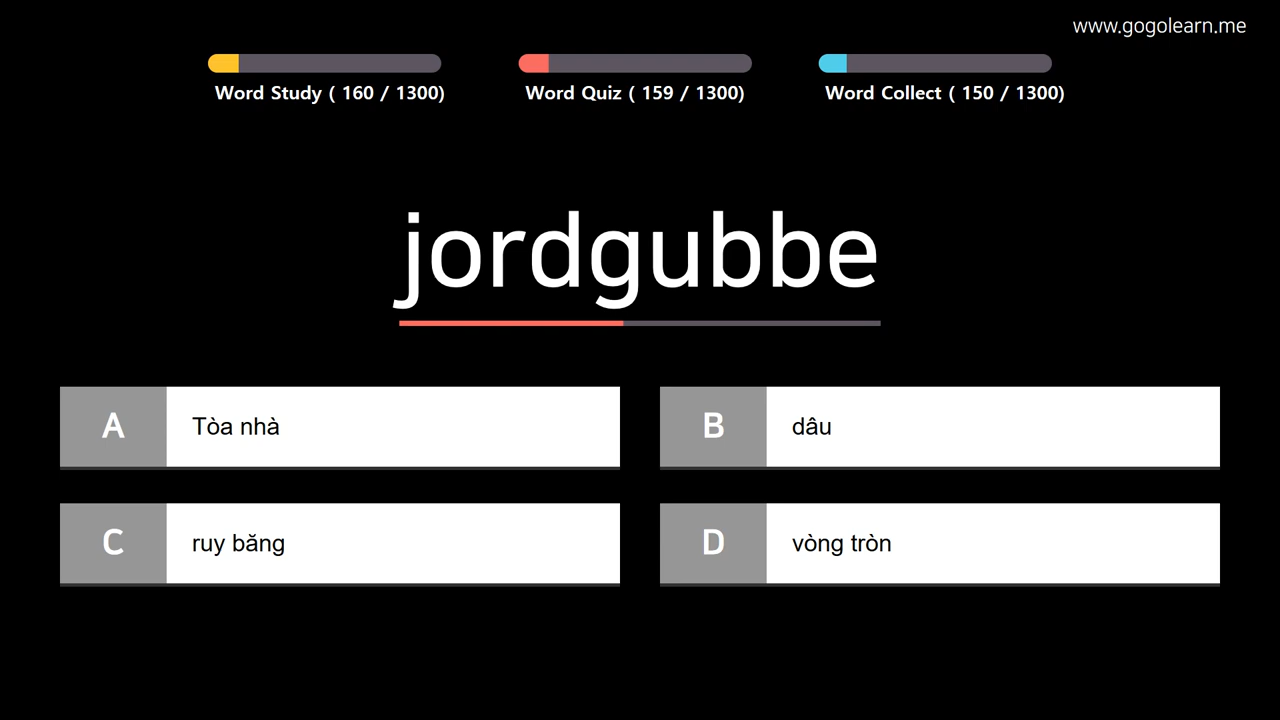 www.gogolearn.me
Word Study ( 160 / 1300)
Word Quiz ( 159 / 1300)
Word Collect ( 150 / 1300)
jordgubbe
A Tòa nhà
B dâu
C ruy băng
D vòng tròn